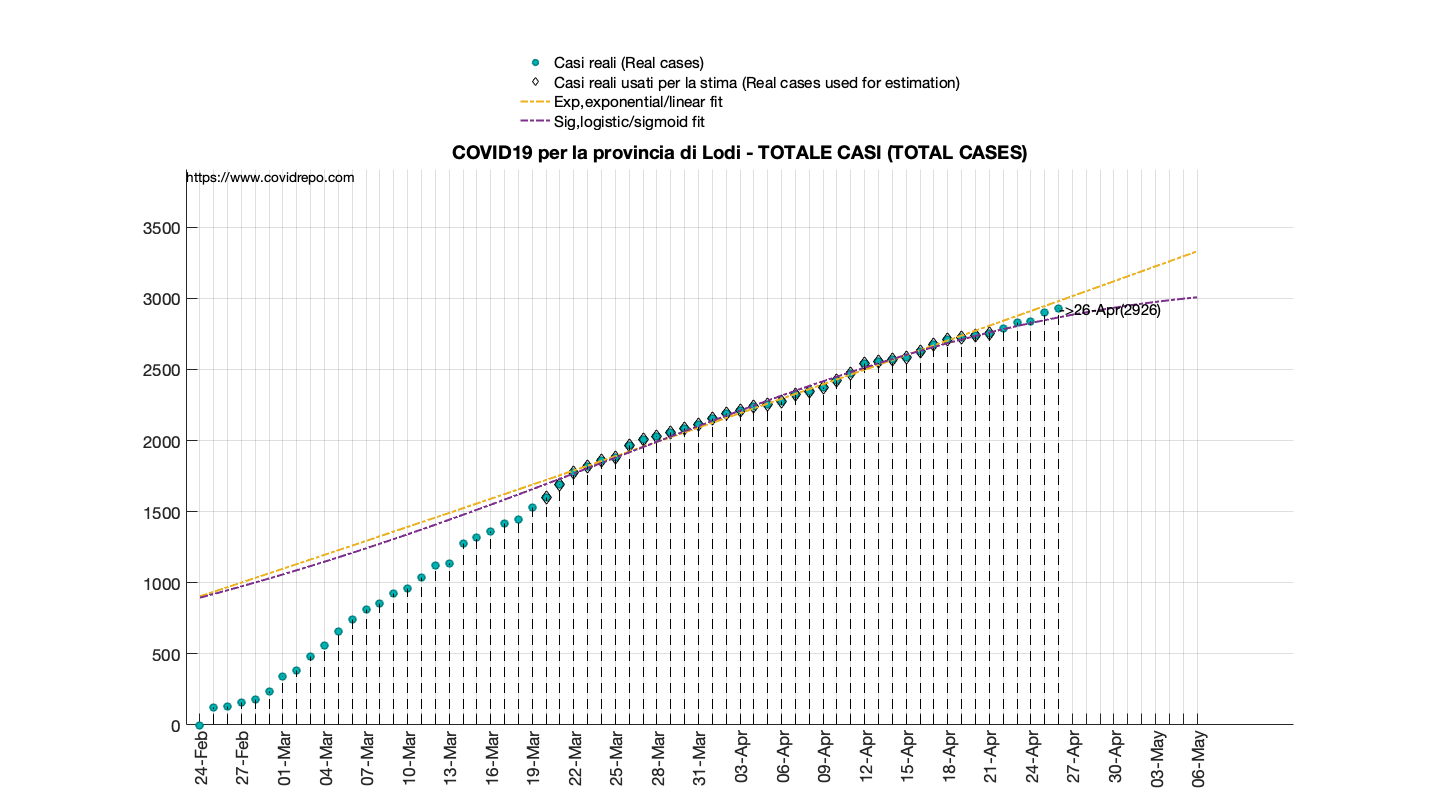 Casi reali (Real cases)
Casi reali usati per la stima (Real cases used for estimation)
Exp,exponential/linear fit
Sig,logistic/sigmoid fit
COVID19 per la provincia di Lodi - TOTALE CASI (TOTAL CASES)
https://www.covidrepo.com
3500
3000
->26-Apr(2926)
2500
2000
1500
1000
500
0
24-Feb
27-Feb
01-Mar
04-Mar
07-Mar
10-Mar
13-Mar
16-Mar
19-Mar
22-Mar
25-Mar
28-Mar
31-Mar
03-Apr
06-Apr
09-Apr
12-Apr
15-Apr
18-Apr
21-Apr
24-Apr
27-Apr
30-Apr
03-May
06-May